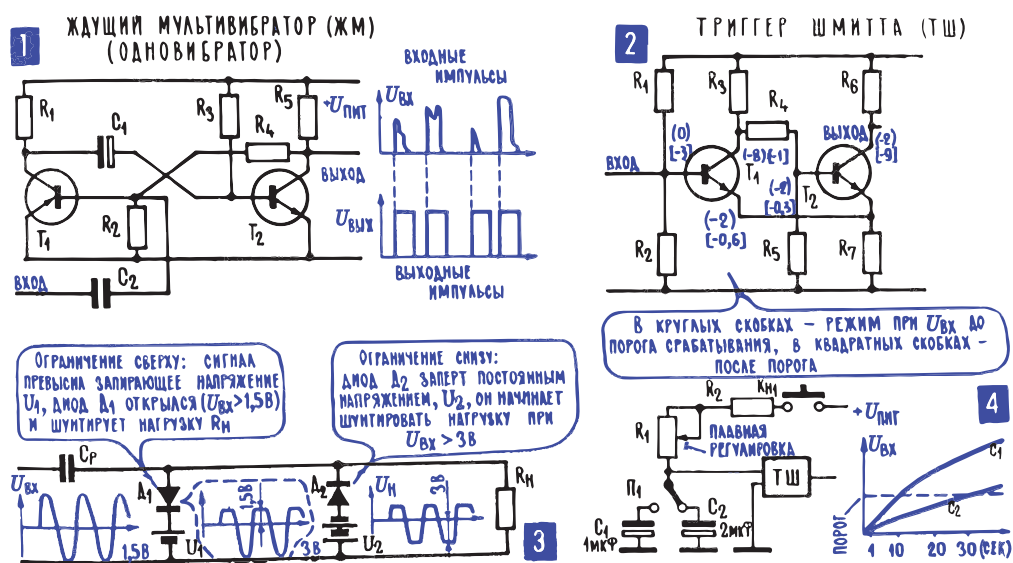 1
ЖДУЩИЙ МУЛЬТИВИБРАТОР (ЖМ)
(ОДНОВИБРАТОР)
R1
C1
R3
R5
R4
+UПИТ
ВЫХОД
T1
R2
T2
C2
ВХОД
ВХОДНЫЕ
ИМПУЛЬСЫ
UВХ
UВЫХ
ВЫХОДНЫЕ
ИМПУЛЬСЫ
2
ТРИГГЕР ШМИТТА (ТШ)
R1
R3
R4
R6
(0)
[-3]
ВЫХОД
(-2)
[-9]
ВХОД
T1
(-8)[-1]
(-2)
[-0,3]
T2
(-2)
[-0,6]
R2
R5
R7
В КРУГЛЫХ СКОБКАХ – РЕЖИМ ПРИ UВХ ДО
ПОРОГА СРАБАТЫВАНИЯ, В КВАДРАТНЫХ СКОБКАХ –
ПОСЛЕ ПОРОГА
ОГРАНИЧЕНИЕ СВЕРХУ: СИГНАЛ
ПРЕВЫСИЛ ЗАПИРАЮЩЕЕ НАПРЯЖЕНИЕ
U1, ДИОД Д1 ОТКРЫЛСЯ (UВХ>1,5В)
И ШУНТИРУЕТ НАГРУЗКУ RН
ОГРАНИЧЕНИЕ СНИЗУ:
ДИОД Д2 ЗАПЕРТ ПОСТОЯННЫМ
НАПРЯЖЕНИЕМ, U2, ОН НАЧИНАЕТ
ШУНТИРОВАТЬ НАГРУЗКУ ПРИ
UВХ > 3В
CР
UВХ
1,5В
Д1
U1
1,5В
3В
Д2
U2
UН
3В
RН
3
R2
КН1
R1
ПЛАВНАЯ
РЕГУЛИРОВКА
+UПИТ
ТШ
П1
C1
1МКФ
C2
2МКФ
4
UВХ
C1
C2
ПОРОГ
4 10 20 30 (СЕК)